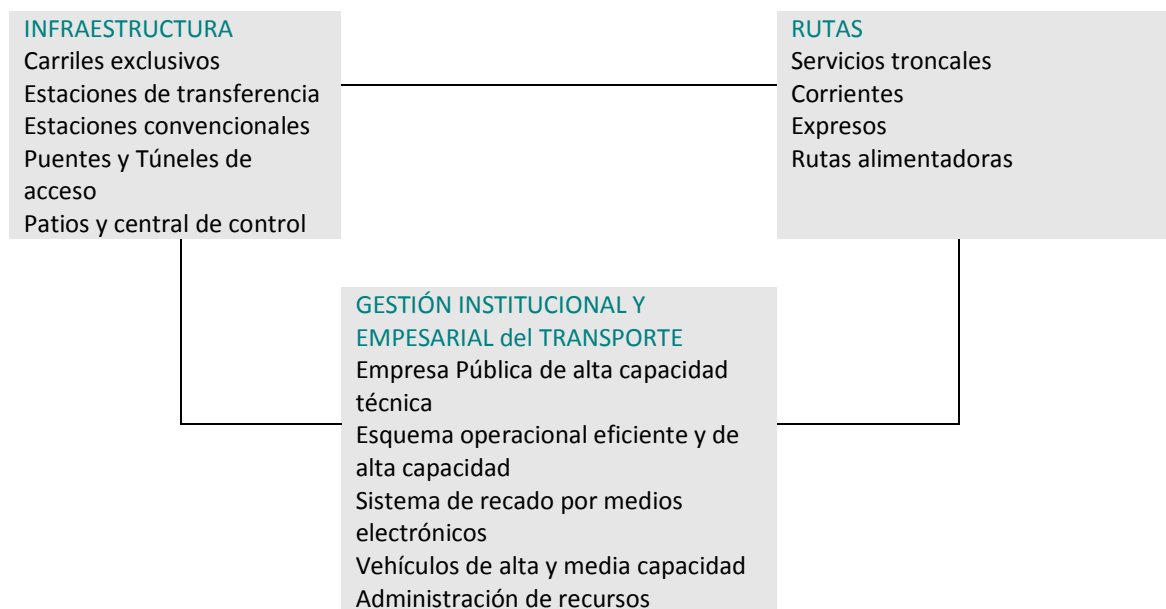 INFRAESTRUCTURA
Carriles exclusivos
Estaciones de transferencia
Estaciones convencionales
Puentes y Túneles de
acceso
Patios y central de control
RUTAS
Servicios troncales
Corrientes
Expresos
Rutas alimentadoras
GESTIÓN INSTITUCIONAL Y
EMPESARIAL del TRANSPORTE
Empresa Pública de alta capacidad
técnica
Esquema operacional eficiente y de
alta capacidad
Sistema de recado por medios
electrónicos
Vehículos de alta y media capacidad
Administración de recursos